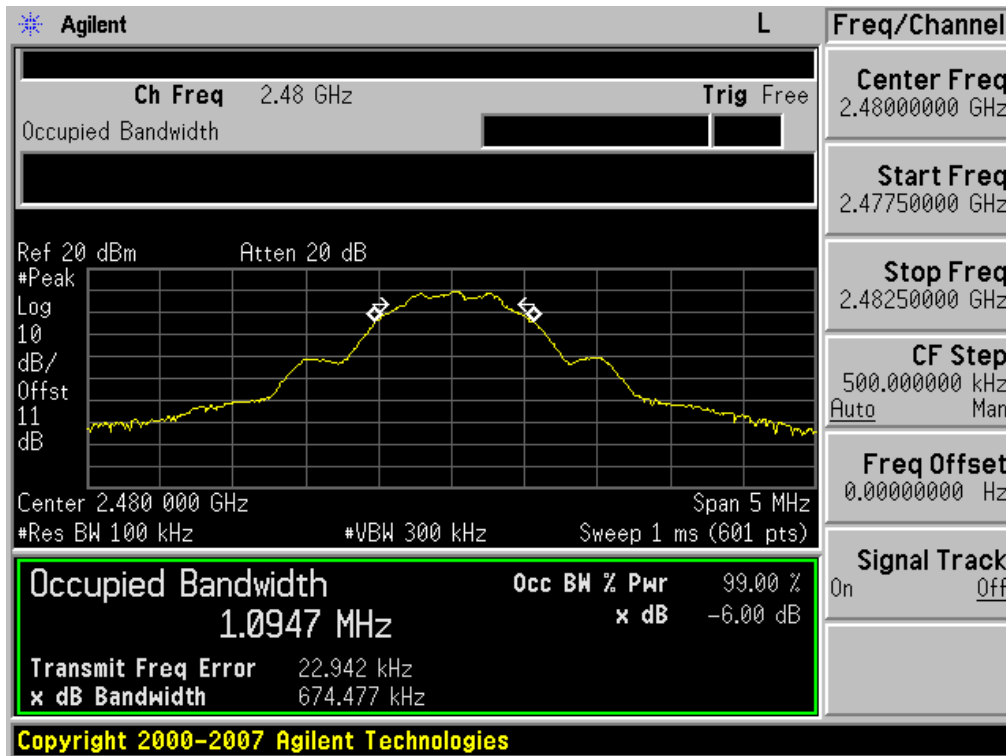 Agilent L Freq/Channel
Ch Freq 2.48 GHz Trig Free
Occupied Bandwidth
Center Freq
2.48000000 GHz
Start Freq
2.47750000 GHz
Stop Freq
2.48250000 GHz
CF Step
500.000000 kHz
Auto Man
Freq Offset
0.00000000 Hz
Signal Track
On Off
Ref 20 dBm Atten 20 dB
#Peak
Log
10
dB/
Offst
11
dB
Center 2.480 000 GHz Span 5 MHz
#Res BW 100 kHz #VBW 300 kHz Sweep 1 ms (601 pts)
Occupied Bandwidth Occ BW % Pwr 99.00 %
1.0947 MHz x dB -6.00 dB
Transmit Freq Error 22.942 kHz
x dB Bandwidth 674.477 kHz
Copyright 2000-2007 Agilent Technologies